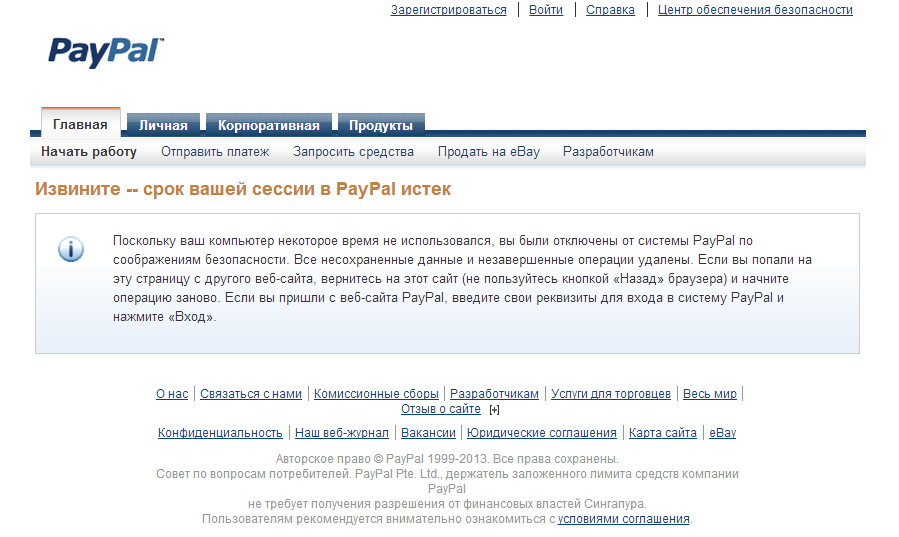 Зарегистрироваться Войти Справка Центр обеспечения безопасности
PayPal™
Главная Личная Корпоративная Продукты
Начать работу Отправить платеж Запросить средства Продать на eBay Разработчикам
Извините -- срок вашей сессии в PayPal истек
Поскольку ваш компьютер некоторое время не использовался, вы были отключены от системы PayPal по
соображениям безопасности. Все несохраненные данные и незавершенные операции удалены. Если вы попали на
эту страницу с другого веб-сайта, вернитесь на этот сайт (не пользуйтесь кнопкой «Назад» браузера) и начните
операцию заново. Если вы пришли с веб-сайта PayPal, введите свои реквизиты для входа в систему PayPal и
нажмите «Вход».
О нас Связаться с нами Комиссионные сборы Разработчикам Услуги для торговцев Весь мир
Отзыв о сайте [+]
Конфиденциальность Наш веб-журнал Вакансии Юридические соглашения Карта сайта eBay
Авторское право © PayPal 1999-2013. Все права сохранены.
Совет по вопросам потребителей. PayPal Pte. Ltd., держатель заложенного лимита средств компании
PayPal
не требует получения разрешения от финансовых властей Сингапура.
Пользователям рекомендуется внимательно ознакомиться с условиями соглашения.